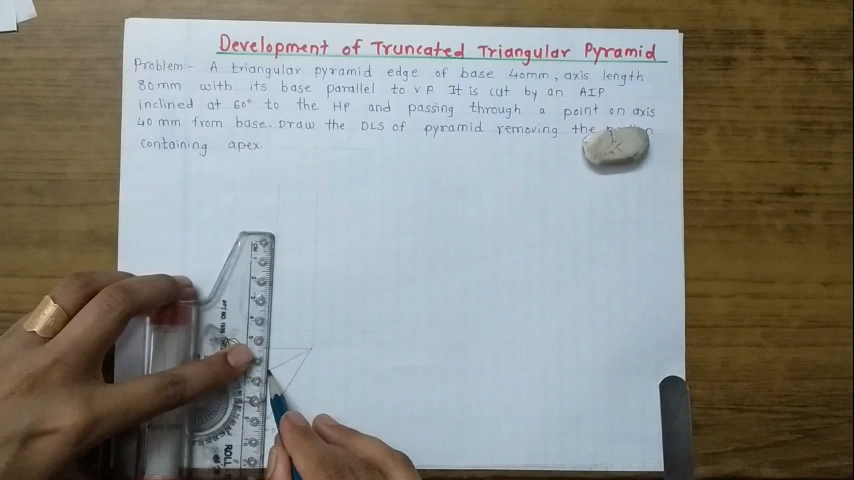 Development of Truncated Triangular Pyramid
Problem:- A triangular pyramid edge of base 40mm, axis length
80mm with its base parallel to V.P. It is cut by an AIP
inclined at 60° to the HP and passing through a point on axis
40 mm from base. Draw the DLS of pyramid removing the
containing apex.
ROLL